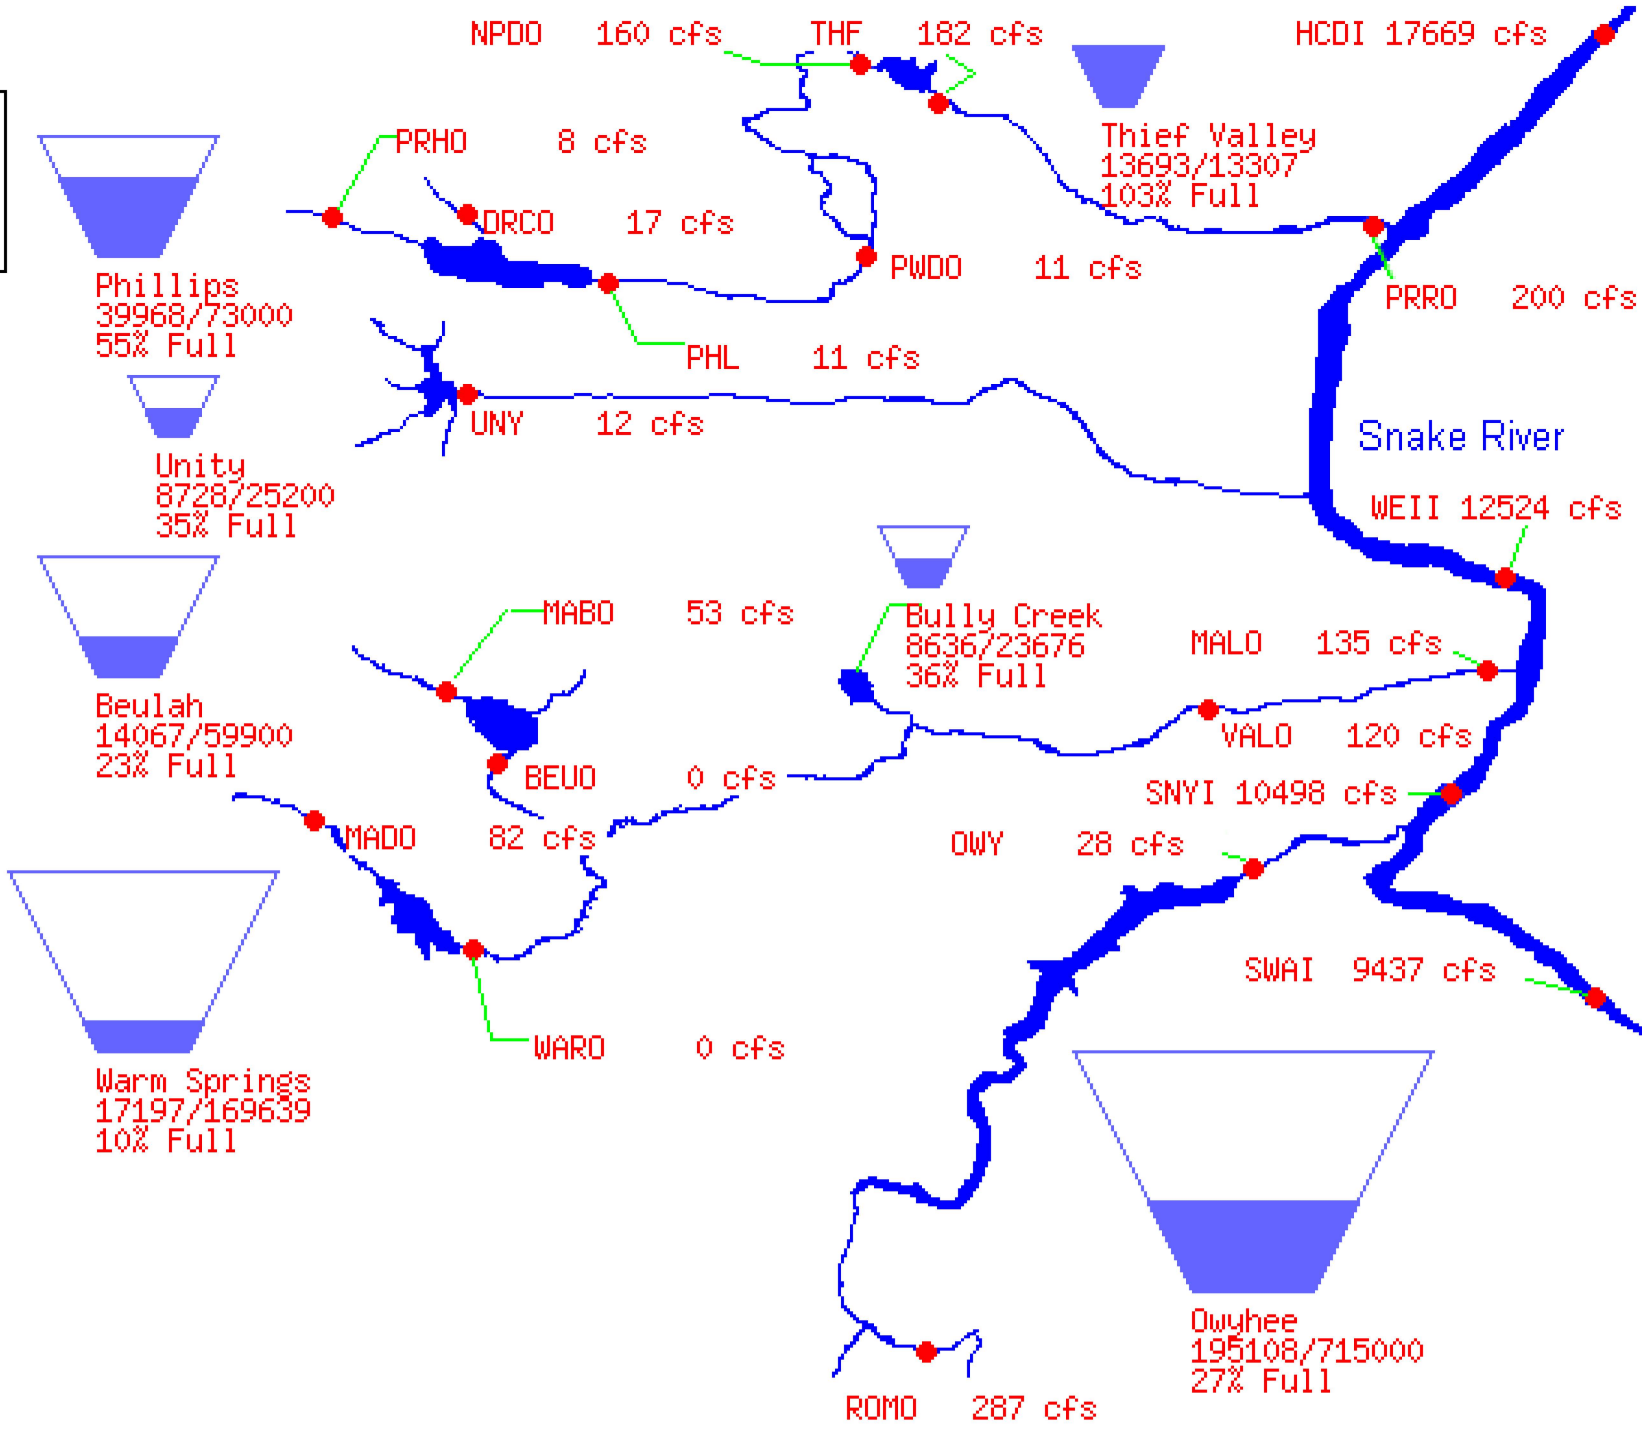 NPDO 160 cfs
THF 182 cfs
HCDI 17669 cfs
PRHO 8 cfs
Thief Valley
13693/13307
103% Full
DRCO 17 cfs
PWDO 11 cfs
Phillips
39968/73000
55% Full
PRRO 200 cfs
PHL 11 cfs
UNY 12 cfs
Snake River
Unity
8728/25200
35% Full
WEII 12524 cfs
MABO 53 cfs
Bully Creek
8636/23676
36% Full
MALO 135 cfs
Beulah
14067/59900
23% Full
VALO 120 cfs
BEUO 0 cfs
SNYI 10498 cfs
MADO 82 cfs
OWY 28 cfs
SWAI 9437 cfs
WARO 0 cfs
Warm Springs
17197/169639
10% Full
Owyhee
195108/715000
27% Full
ROMO 287 cfs